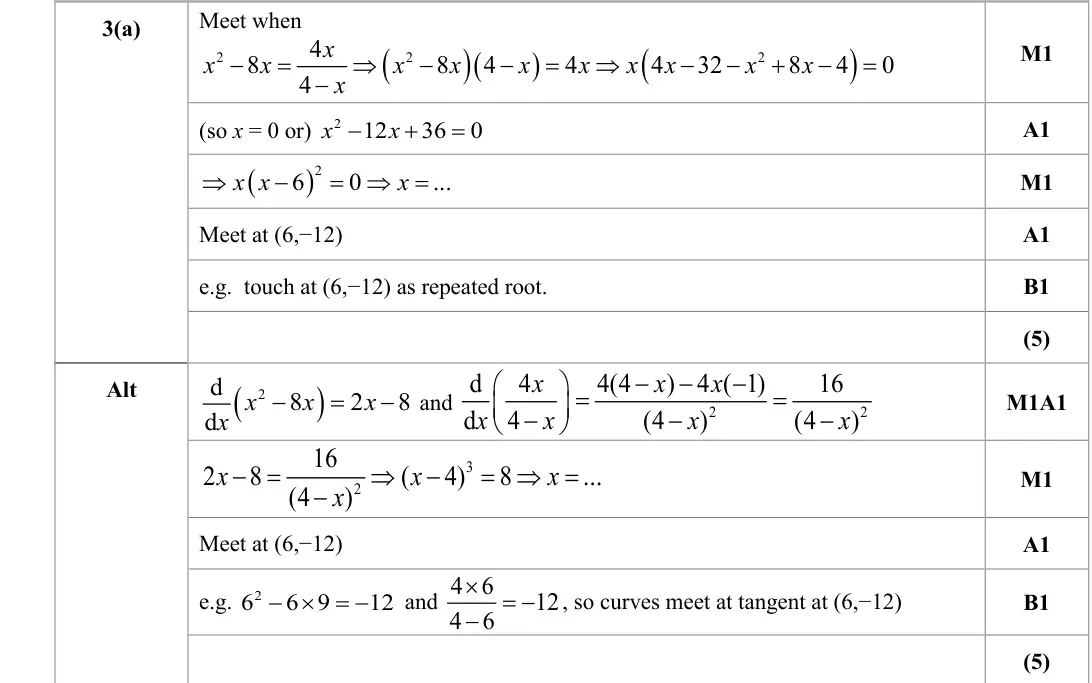 3(a)
Meet when
x² − 8x = 4x/(4 − x) ⇒ (x² − 8x)(4 − x) = 4x ⇒ x(4x − 32 − x² + 8x − 4) = 0
M1
(so x = 0 or) x² − 12x + 36 = 0
A1
⇒ x(x − 6)² = 0 ⇒ x = ...
M1
Meet at (6,−12)
A1
e.g. touch at (6,−12) as repeated root.
B1
(5)
Alt
d/dx (x² − 8x) = 2x − 8 and d/dx (4x/(4 − x)) = (4(4 − x) − 4x(−1))/(4 − x)² = 16/(4 − x)²
M1A1
2x − 8 = 16/(4 − x)² ⇒ (x − 4)³ = 8 ⇒ x = ...
M1
Meet at (6,−12)
A1
e.g. 6² − 6×9 = −12 and (4×6)/(4 − 6) = −12, so curves meet at tangent at (6,−12)
B1
(5)